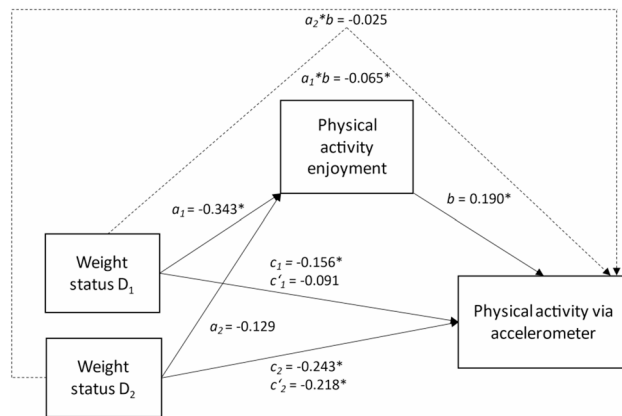 a₂*b = -0.025
a₁*b = -0.065*
Physical
activity
enjoyment
a₁ = -0.343*
b = 0.190*
Weight
status D₁
c₁ = -0.156*
c'₁ = -0.091
Physical activity via
accelerometer
a₂ = -0.129
Weight
status D₂
c₂ = -0.243*
c'₂ = -0.218*